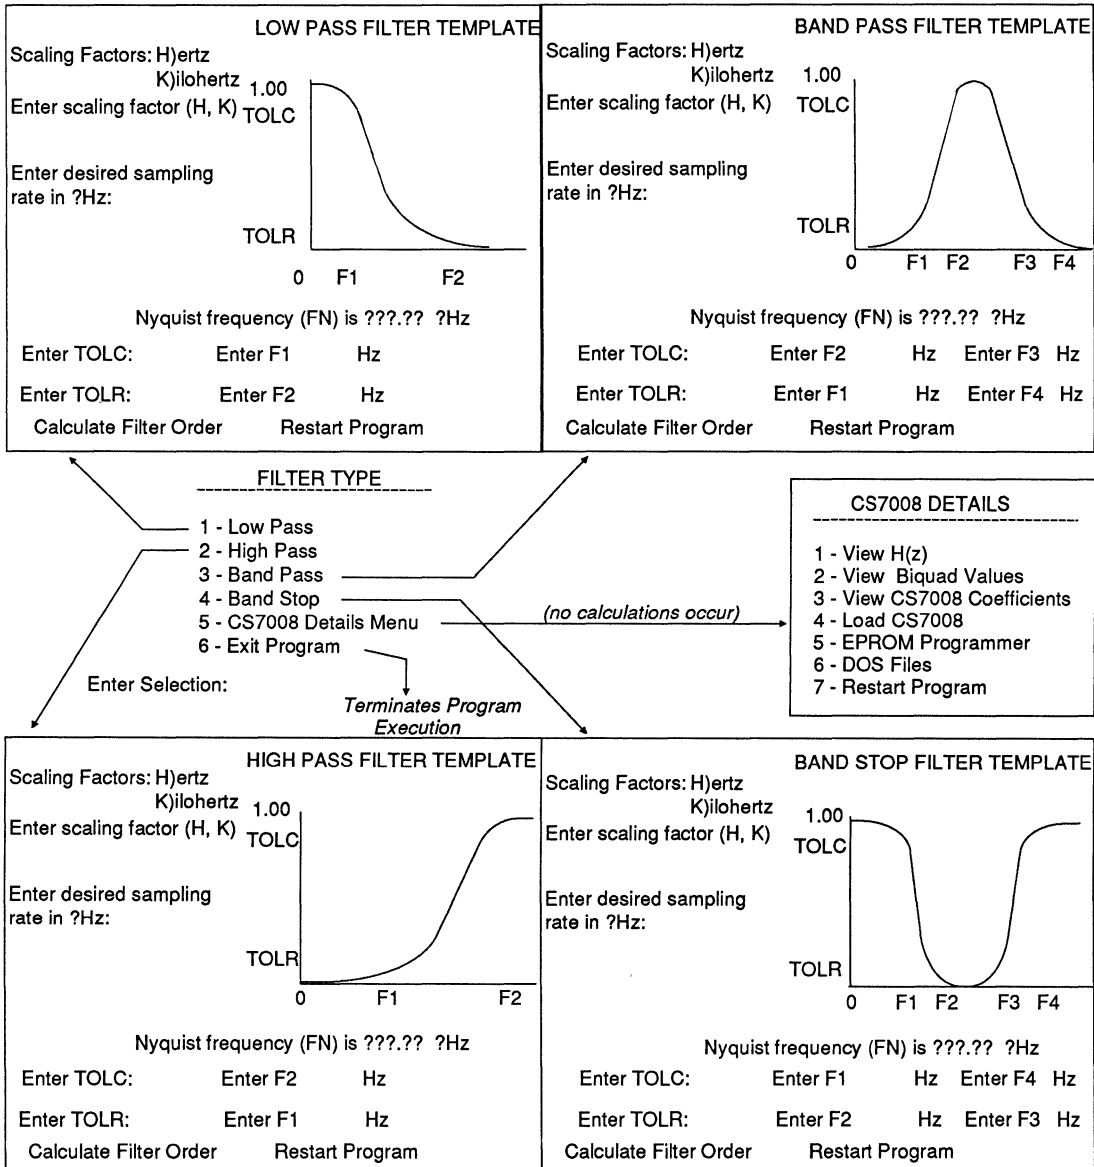 LOW PASS FILTER TEMPLATE
Scaling Factors: H)ertz
K)ilohertz
1.00
Enter scaling factor (H, K)
TOLC
Enter desired sampling
rate in ?Hz:
TOLR
0 F1 F2
Nyquist frequency (FN) is ???.?? ?Hz
Enter TOLC: Enter F1 Hz
Enter TOLR: Enter F2 Hz
Calculate Filter Order Restart Program
BAND PASS FILTER TEMPLATE
Scaling Factors: H)ertz
K)ilohertz
1.00
Enter scaling factor (H, K)
TOLC
Enter desired sampling
rate in ?Hz:
TOLR
0 F1 F2 F3 F4
Nyquist frequency (FN) is ???.?? ?Hz
Enter TOLC: Enter F2 Hz Enter F3 Hz
Enter TOLR: Enter F1 Hz Enter F4 Hz
Calculate Filter Order Restart Program
FILTER TYPE
1 - Low Pass
2 - High Pass
3 - Band Pass
4 - Band Stop
5 - CS7008 Details Menu
6 - Exit Program
Enter Selection:
(no calculations occur)
Terminates Program
Execution
CS7008 DETAILS
1 - View H(z)
2 - View Biquad Values
3 - View CS7008 Coefficients
4 - Load CS7008
5 - EPROM Programmer
6 - DOS Files
7 - Restart Program
HIGH PASS FILTER TEMPLATE
Scaling Factors: H)ertz
K)ilohertz
1.00
Enter scaling factor (H, K)
TOLC
Enter desired sampling
rate in ?Hz:
TOLR
0 F1 F2
Nyquist frequency (FN) is ???.?? ?Hz
Enter TOLC: Enter F2 Hz
Enter TOLR: Enter F1 Hz
Calculate Filter Order Restart Program
BAND STOP FILTER TEMPLATE
Scaling Factors: H)ertz
K)ilohertz
1.00
Enter scaling factor (H, K)
TOLC
Enter desired sampling
rate in ?Hz:
TOLR
0 F1 F2 F3 F4
Nyquist frequency (FN) is ???.?? ?Hz
Enter TOLC: Enter F1 Hz Enter F4 Hz
Enter TOLR: Enter F2 Hz Enter F3 Hz
Calculate Filter Order Restart Program